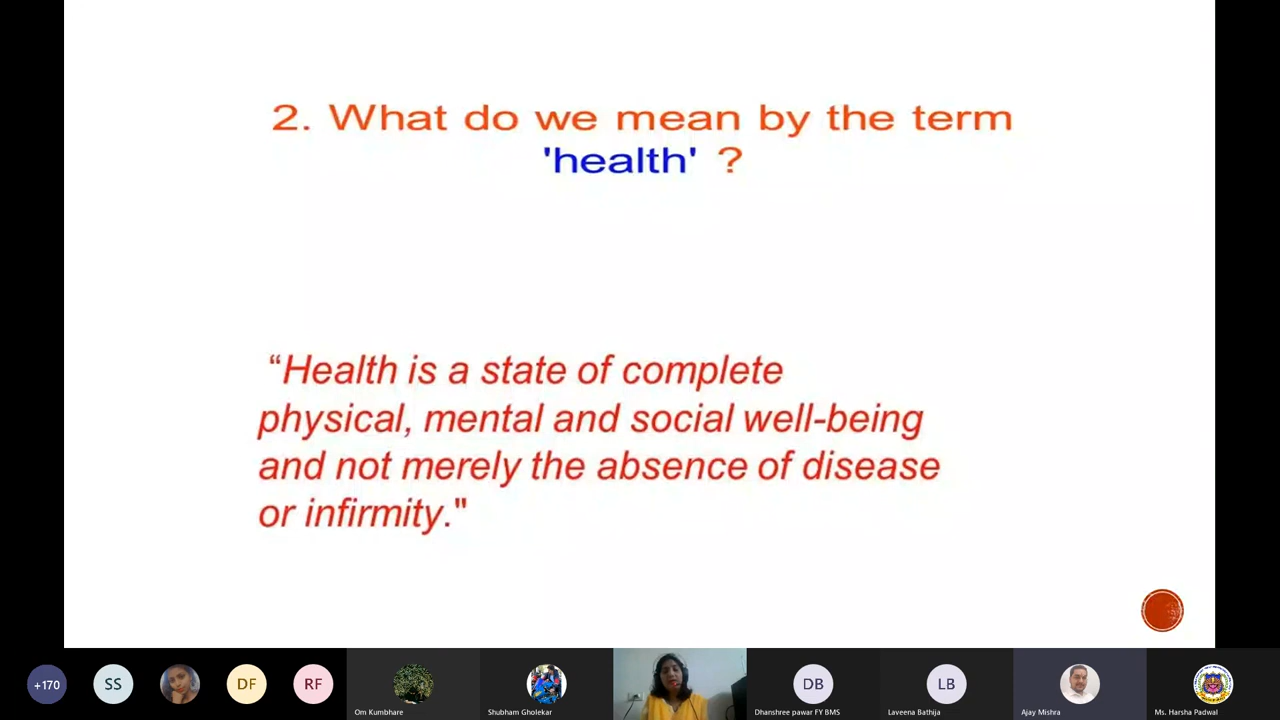 2. What do we mean by the term
'health' ?
“Health is a state of complete
physical, mental and social well-being
and not merely the absence of disease
or infirmity."
+170
SS
DF
RF
Om Kumbhare
Shubham Gholekar
DB
Dhanshree pawar FY BMS
LB
Laveena Bathija
Ajay Mishra
Ms. Harsha Padwal